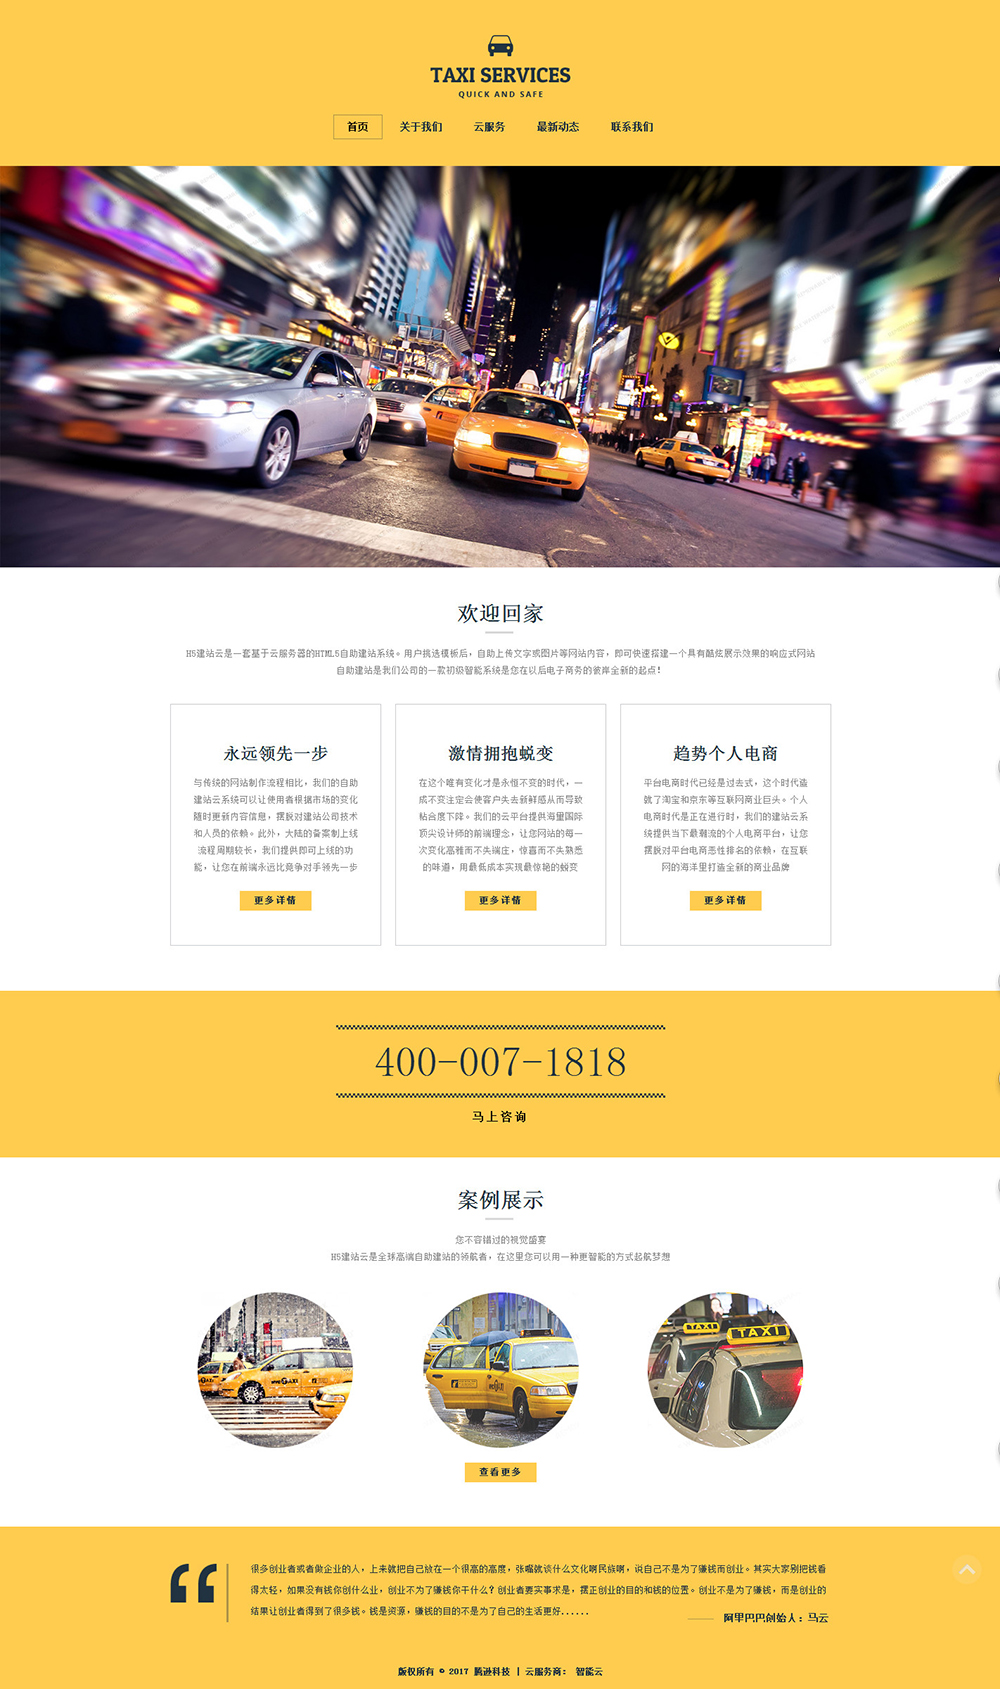 TAXI SERVICES
QUICK AND SAFE
首页 关于我们 云服务 最新动态 联系我们
欢迎回家
H5建站云是一套基于云服务器的HTML5自助建站系统。用户挑选模板后，自助上传文字或图片等网站内容，即可快速搭建一个具有酷炫展示效果的响应式网站
自助建站是我们公司的一款初级智能系统是您在以后电子商务的彼岸全新的起点！
永远领先一步
与传统的网站制作流程相比，我们的自助
建站云系统可以让使用者根据市场的变化
随时更新内容信息，摆脱对建站公司技术
和人员的依赖。此外，大陆的备案制上线
流程周期较长，我们提供即可上线的功
能，让您在前端永远比竞争对手领先一步
更多详情
激情拥抱蜕变
在这个唯有变化才是永恒不变的时代，一
成不变注定会使客户失去新鲜感从而导致
粘合度下降。我们的云平台提供海量国际
顶尖设计师的前端理念，让您网站的每一
次变化高雅而不失端庄，惊喜而不失熟悉
的味道，用最低成本实现最惊艳的蜕变
更多详情
趋势个人电商
平台电商时代已经是过去式，这个时代造
就了淘宝和京东等互联网商业巨头。个人
电商时代是正在进行时，我们的建站云系
统提供当下最潮流的个人电商平台，让您
摆脱对平台电商恶性排名的依赖，在互联
网的海洋里打造全新的商业品牌
更多详情
400-007-1818
马上咨询
案例展示
您不容错过的视觉盛宴
H5建站云是全球高端自助建站的领航者，在这里您可以用一种更智能的方式起航梦想
TAXI
TAXI
查看更多
很多创业者或者做企业的人，上来就把自己放在一个很高的高度，张嘴就谈什么文化啊民族啊，说自己不是为了赚钱而创业。其实大家别把钱看
得太轻，如果没有钱你创什么业，创业不为了赚钱你干什么？创业者要实事求是，摆正创业的目的和钱的位置。创业不是为了赚钱，而是创业的
结果让创业者得到了很多钱。钱是资源，赚钱的目的不是为了自己的生活更好......
阿里巴巴创始人：马云
版权所有 © 2017 腾逊科技 | 云服务商： 智能云